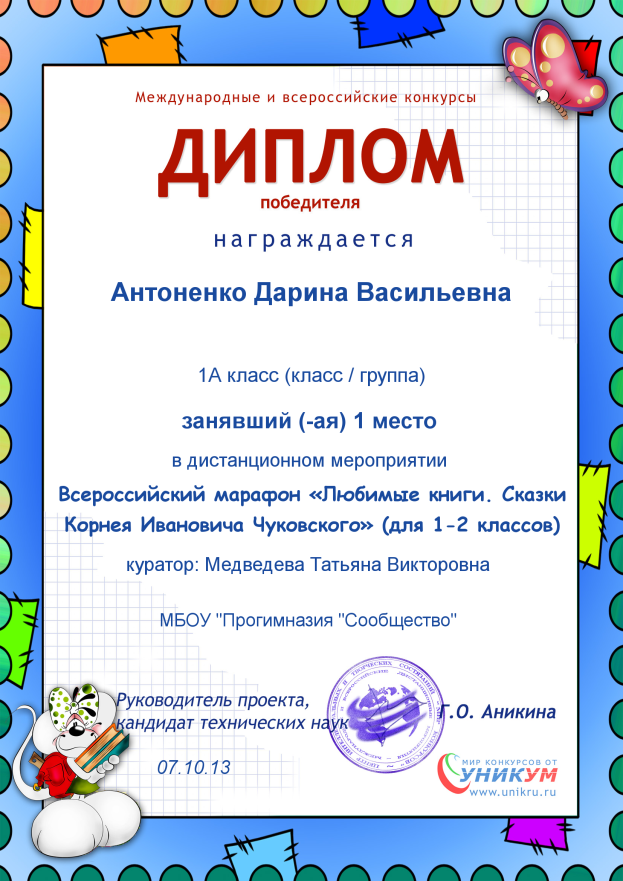 Международные и всероссийские конкурсы
ДИПЛОМ
победителя
награждается
Антоненко Дарина Васильевна
1А класс (класс / группа)
занявший (-ая) 1 место
в дистанционном мероприятии
Всероссийский марафон «Любимые книги. Сказки
Корнея Ивановича Чуковского» (для 1-2 классов)
куратор: Медведева Татьяна Викторовна
МБОУ "Прогимназия "Сообщество"
Руководитель проекта,
кандидат технических наук
Г.О. Аникина
07.10.13
МИР КОНКУРСОВ ОТ
УНИКУМ
www.unikru.ru